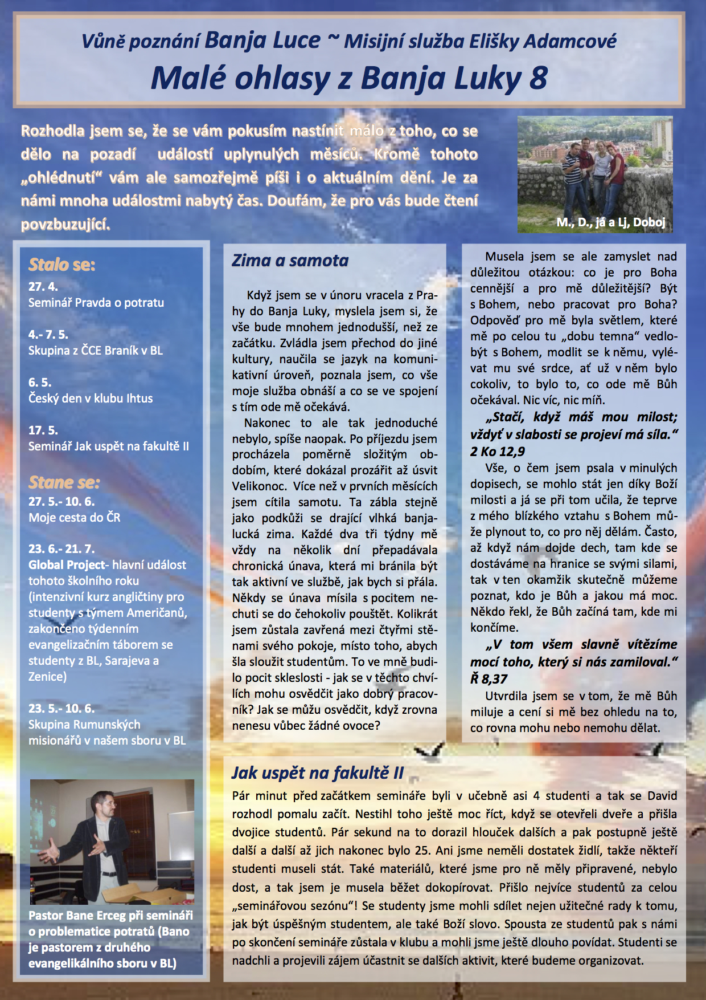 Vůně poznání Banja Luce ~ Misijní služba Elišky Adamcové
Malé ohlasy z Banja Luky 8
Rozhodla jsem se, že se vám pokusím nastínit málo z toho, co se
dělo na pozadí událostí uplynulých měsíců. Kromě tohoto
„ohlédnutí“ vám ale samozřejmě píši i o aktuálním dění. Je za
námi mnoha událostmi nabytý čas. Doufám, že pro vás bude čtení
povzbuzující.
M., D., já a Lj, Doboj
Stalo se:
27. 4.
Seminář Pravda o potratu
4.- 7. 5.
Skupina z ČCE Braník v BL
6. 5.
Český den v klubu Ihtus
17. 5.
Seminář Jak uspět na fakultě II
Stane se:
27. 5.- 10. 6.
Moje cesta do ČR
23. 6.- 21. 7.
Global Project- hlavní událost
tohoto školního roku
(intenzivní kurz angličtiny pro
studenty s týmem Američanů,
zakončeno týdenním
evangelizačním táborem se
studenty z BL, Sarajeva a
Zenice)
23. 5.- 10. 6.
Skupina Rumunských
misionářů v našem sboru v BL
Pastor Bane Erceg při semináři
o problematice potratů (Bano
je pastorem z druhého
evangelikálního sboru v BL)
Zima a samota
Když jsem se v únoru vracela z Pra-
hy do Banja Luky, myslela jsem si, že
vše bude mnohem jednodušší, než ze
začátku. Zvládla jsem přechod do jiné
kultury, naučila se jazyk na komuni-
kativní úroveň, poznala jsem, co vše
moje služba obnáší a co se ve spojení
s tím ode mě očekává.
Nakonec to ale tak jednoduché
nebylo, spíše naopak. Po příjezdu jsem
procházela poměrně složitým ob-
dobím, které dokázal prozářit až úsvit
Velikonoc. Více než v prvních měsících
jsem cítila samotu. Ta zábla stejně
jako podkůži se drající vlhká banja-
lucká zima. Každé dva tři týdny mě
vždy na několik dní přepadávala
chronická únava, která mi bránila být
tak aktivní ve službě, jak bych si přála.
Někdy se únava mísila s pocitem ne-
chuti se do čehokoliv pouštět. Kolikrát
jsem zůstala zavřená mezi čtyřmi stě-
nami svého pokoje, místo toho, abych
šla sloužit studentům. To ve mně budi-
lo pocit skleslosti - jak se v těchto chví-
lích mohu osvědčit jako dobrý pracov-
ník? Jak se můžu osvědčit, když zrovna
nenesu vůbec žádné ovoce?
Musela jsem se ale zamyslet nad
důležitou otázkou: co je pro Boha
cennější a pro mě důležitější? Být
s Bohem, nebo pracovat pro Boha?
Odpověď pro mě byla světlem, které
mě po celou tu „dobu temna“ vedlo-
být s Bohem, modlit se k němu, vylé-
vat mu své srdce, ať už v něm bylo
cokoliv, to bylo to, co ode mě Bůh
očekával. Nic víc, nic míň.
„Stačí, když máš mou milost;
vždyť v slabosti se projeví má síla.“
2 Ko 12,9
Vše, o čem jsem psala v minulých
dopisech, se mohlo stát jen díky Boží
milosti a já se při tom učila, že teprve
z mého blízkého vztahu s Bohem mů-
že plynout to, co pro něj dělám. Často,
až když nám dojde dech, tam kde se
dostáváme na hranice se svými silami,
tak v ten okamžik skutečně můžeme
poznat, kdo je Bůh a jakou má moc.
Někdo řekl, že Bůh začíná tam, kde mi
končíme.
„V tom všem slavně vítězíme
mocí toho, který si nás zamiloval.“
Ř 8,37
Utvrdila jsem se v tom, že mě Bůh
miluje a cení si mě bez ohledu na to,
co rovna mohu nebo nemohu dělat.
Jak uspět na fakultě II
Pár minut před začátkem semináře byli v učebně asi 4 studenti a tak se David
rozhodl pomalu začít. Nestihl toho ještě moc říct, když se otevřeli dveře a přišla
dvojice studentů. Pár sekund na to dorazil hlouček dalších a pak postupně ještě
další a další až jich nakonec bylo 25. Ani jsme neměli dostatek židlí, takže někteří
studenti museli stát. Také materiálů, které jsme pro ně měly připravené, nebylo
dost, a tak jsem je musela běžet dokopírovat. Přišlo nejvíce studentů za celou
„seminářovou sezónu“! Se studenty jsme mohli sdílet nejen užitečné rady k tomu,
jak být úspěšným studentem, ale také Boží slovo. Spousta ze studentů pak s námi
po skončení semináře zůstala v klubu a mohli jsme ještě dlouho povídat. Studenti se
nadchli a projevili zájem účastnit se dalších aktivit, které budeme organizovat.